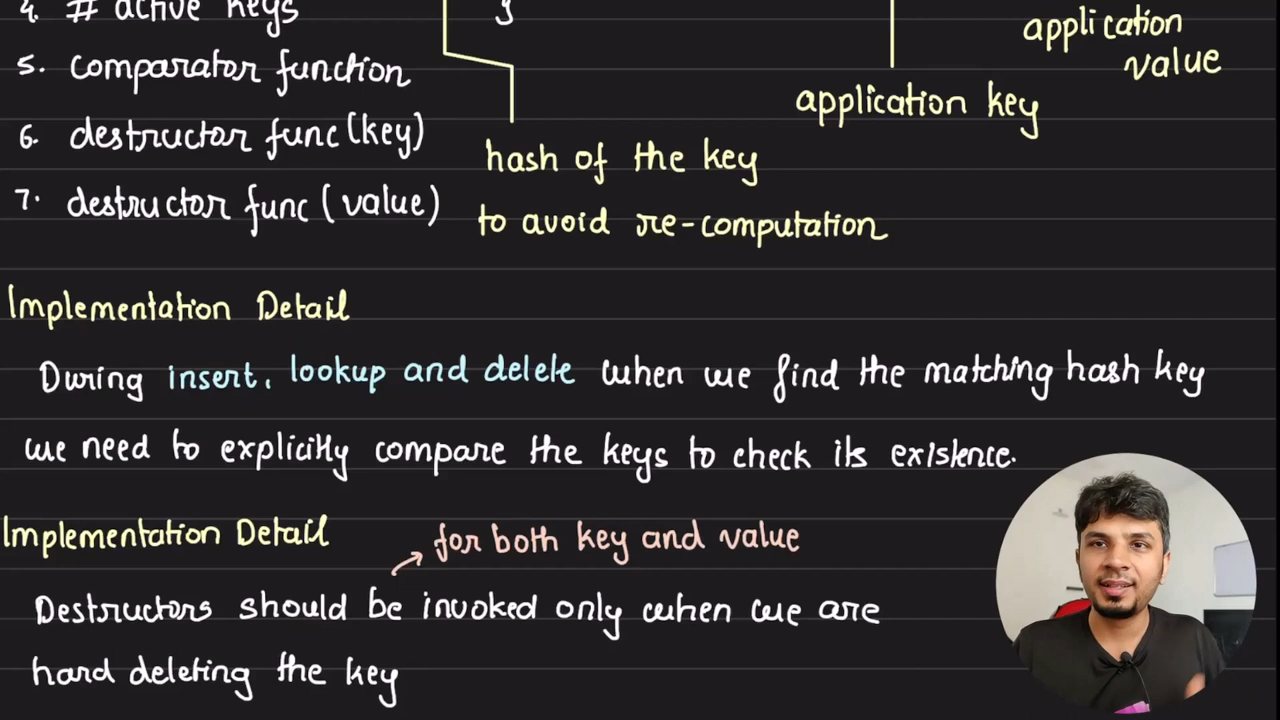 4. # active keys
5. comparator function
6. destructor func (key)
7. destructor func (value)
hash of the key
to avoid re-computation
application key
application
value
Implementation Detail
During insert, lookup and delete when we find the matching hash key
we need to explicitly compare the keys to check its existence.
Implementation Detail
for both key and value
Destructors should be invoked only when we are
hard deleting the key